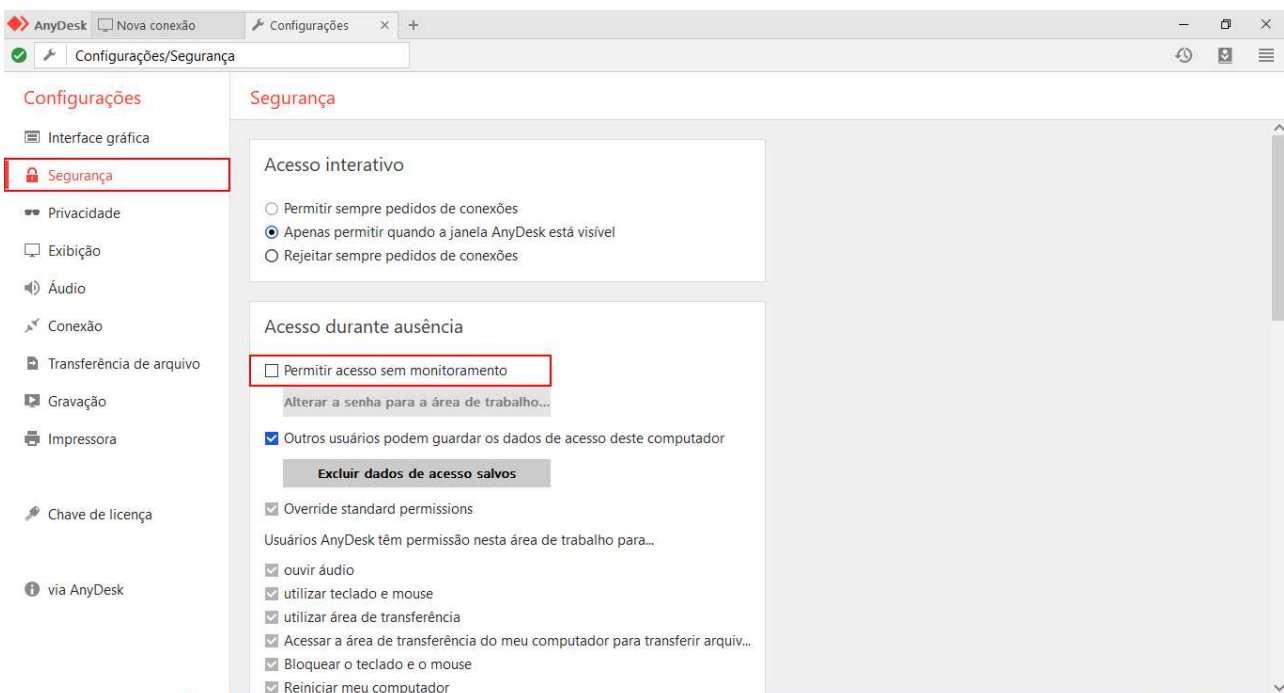 AnyDesk
Nova conexão
Configurações
Configurações/Segurança
Configurações
Interface gráfica
Segurança
Privacidade
Exibição
Áudio
Conexão
Transferência de arquivo
Gravação
Impressora
Chave de licença
via AnyDesk
Segurança
Acesso interativo
Permitir sempre pedidos de conexões
Apenas permitir quando a janela AnyDesk está visível
Rejeitar sempre pedidos de conexões
Acesso durante ausência
Permitir acesso sem monitoramento
Alterar a senha para a área de trabalho...
Outros usuários podem guardar os dados de acesso deste computador
Excluir dados de acesso salvos
Override standard permissions
Usuários AnyDesk têm permissão nesta área de trabalho para...
ouvir áudio
utilizar teclado e mouse
utilizar área de transferência
Acessar a área de transferência do meu computador para transferir arquiv...
Bloquear o teclado e o mouse
Reiniciar meu computador